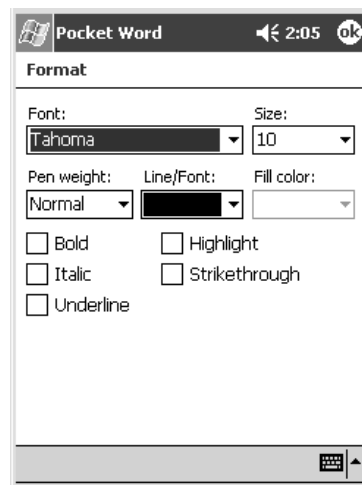 Pocket Word 2:05 ok
Format
Font: Size:
Tahoma 10
Pen weight: Line/Font: Fill color:
Normal
Bold Highlight
Italic Strikethrough
Underline